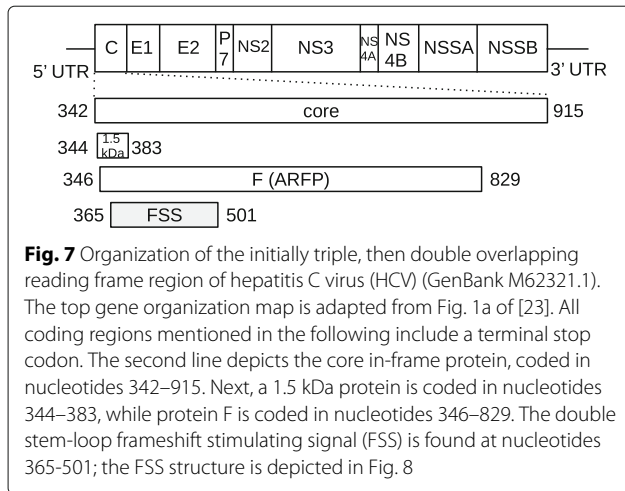 C E1 E2 P7 NS2 NS3 NS4A NS4B NSSA NSSB
5' UTR 3' UTR
342 core 915
344 1.5 kDa 383
346 F (ARFP) 829
365 FSS 501
Fig. 7 Organization of the initially triple, then double overlapping
reading frame region of hepatitis C virus (HCV) (GenBank M62321.1).
The top gene organization map is adapted from Fig. 1a of [23]. All
coding regions mentioned in the following include a terminal stop
codon. The second line depicts the core in-frame protein, coded in
nucleotides 342–915. Next, a 1.5 kDa protein is coded in nucleotides
344–383, while protein F is coded in nucleotides 346–829. The double
stem-loop frameshift stimulating signal (FSS) is found at nucleotides
365-501; the FSS structure is depicted in Fig. 8